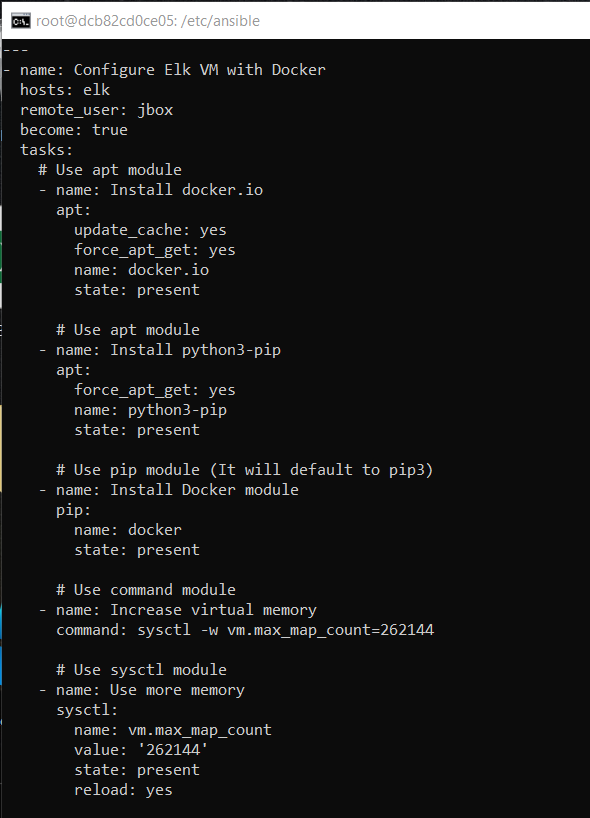 root@dcb82cd0ce05: /etc/ansible
---
- name: Configure Elk VM with Docker
  hosts: elk
  remote_user: jbox
  become: true
  tasks:
    # Use apt module
    - name: Install docker.io
      apt:
        update_cache: yes
        force_apt_get: yes
        name: docker.io
        state: present

      # Use apt module
    - name: Install python3-pip
      apt:
        force_apt_get: yes
        name: python3-pip
        state: present

      # Use pip module (It will default to pip3)
    - name: Install Docker module
      pip:
        name: docker
        state: present

      # Use command module
    - name: Increase virtual memory
      command: sysctl -w vm.max_map_count=262144

      # Use sysctl module
    - name: Use more memory
      sysctl:
        name: vm.max_map_count
        value: '262144'
        state: present
        reload: yes